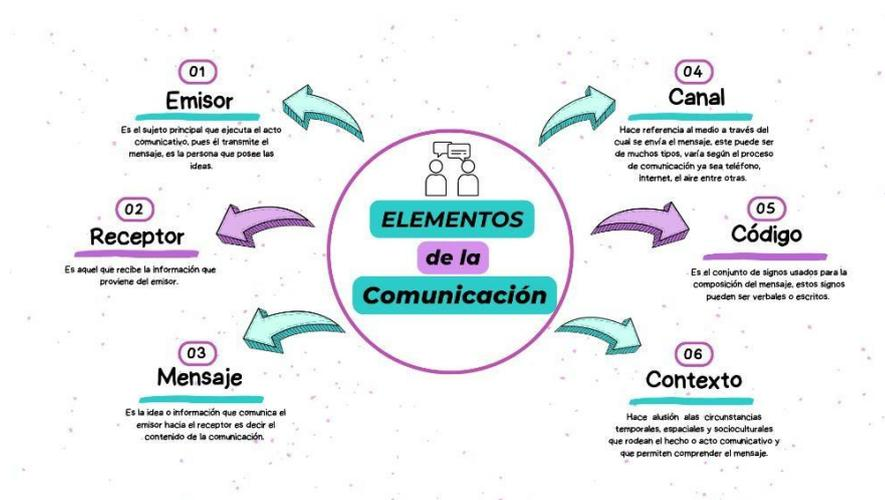 ELEMENTOS
de la
Comunicación
01
Emisor
Es el sujeto principal que ejecuta el acto
comunicativo, pues él transmite el
mensaje, es la persona que posee las
ideas.
02
Receptor
Es aquel que recibe la información que
proviene del emisor.
03
Mensaje
Es la idea o información que comunica el
emisor hacia el receptor es decir el
contenido de la comunicación.
04
Canal
Hace referencia al medio a través del
cual se envía el mensaje, este puede ser
de muchos tipos, varía según el proceso
de comunicación ya sea teléfono,
internet, el aire entre otras.
05
Código
Es el conjunto de signos usados para la
composición del mensaje, estos signos
pueden ser verbales o escritos.
06
Contexto
Hace alusión alas circunstancias
temporales, espaciales y socioculturales
que rodean el hecho o acto comunicativo y
que permiten comprender el mensaje.